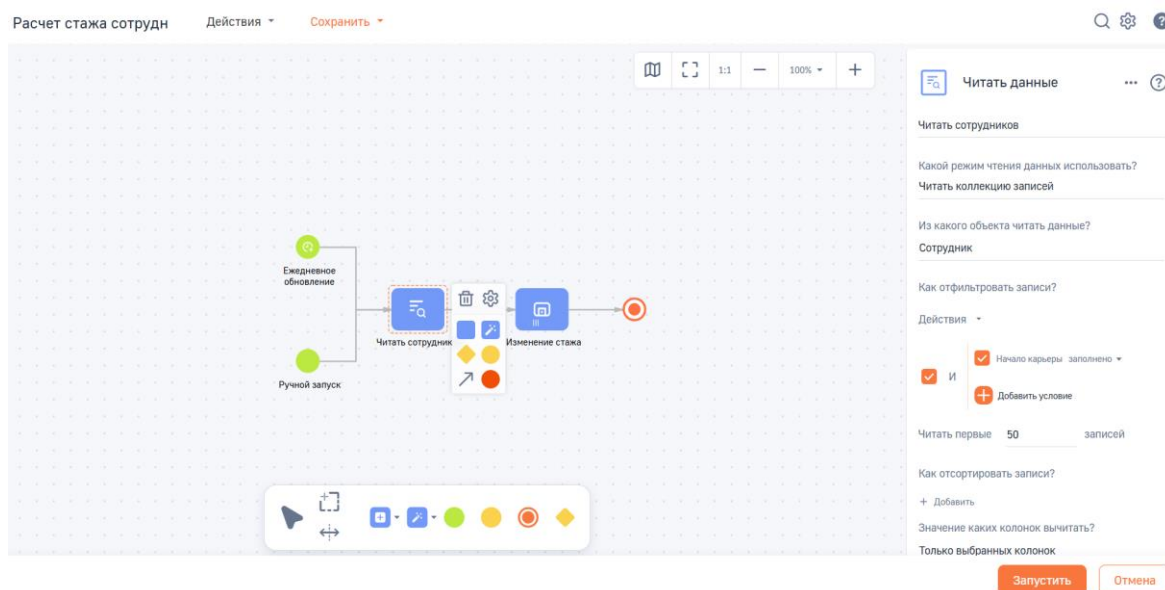 Расчет стажа сотрудн
Действия
Сохранить
1:1
100%
Читать данные
Читать сотрудников
Какой режим чтения данных использовать?
Читать коллекцию записей
Из какого объекта читать данные?
Сотрудник
Как отфильтровать записи?
Действия
И
Начало карьеры заполнено
Добавить условие
Читать первые 50 записей
Как отсортировать записи?
+ Добавить
Значение каких колонок вычитать?
Только выбранных колонок
Ежедневное
обновление
Читать сотрудник
Изменение стажа
Ручной запуск
Запустить
Отмена